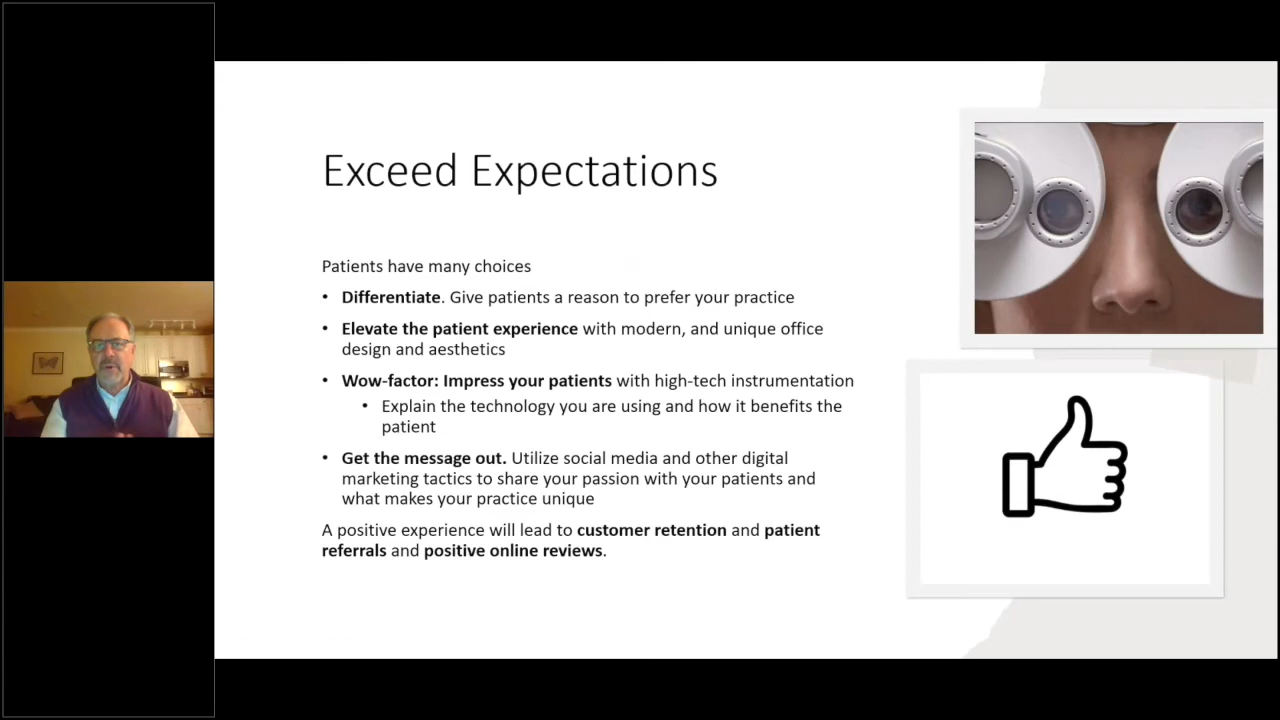 Exceed Expectations
Patients have many choices
• Differentiate. Give patients a reason to prefer your practice
• Elevate the patient experience with modern, and unique office
design and aesthetics
• Wow-factor: Impress your patients with high-tech instrumentation
• Explain the technology you are using and how it benefits the
patient
• Get the message out. Utilize social media and other digital
marketing tactics to share your passion with your patients and
what makes your practice unique
A positive experience will lead to customer retention and patient
referrals and positive online reviews.